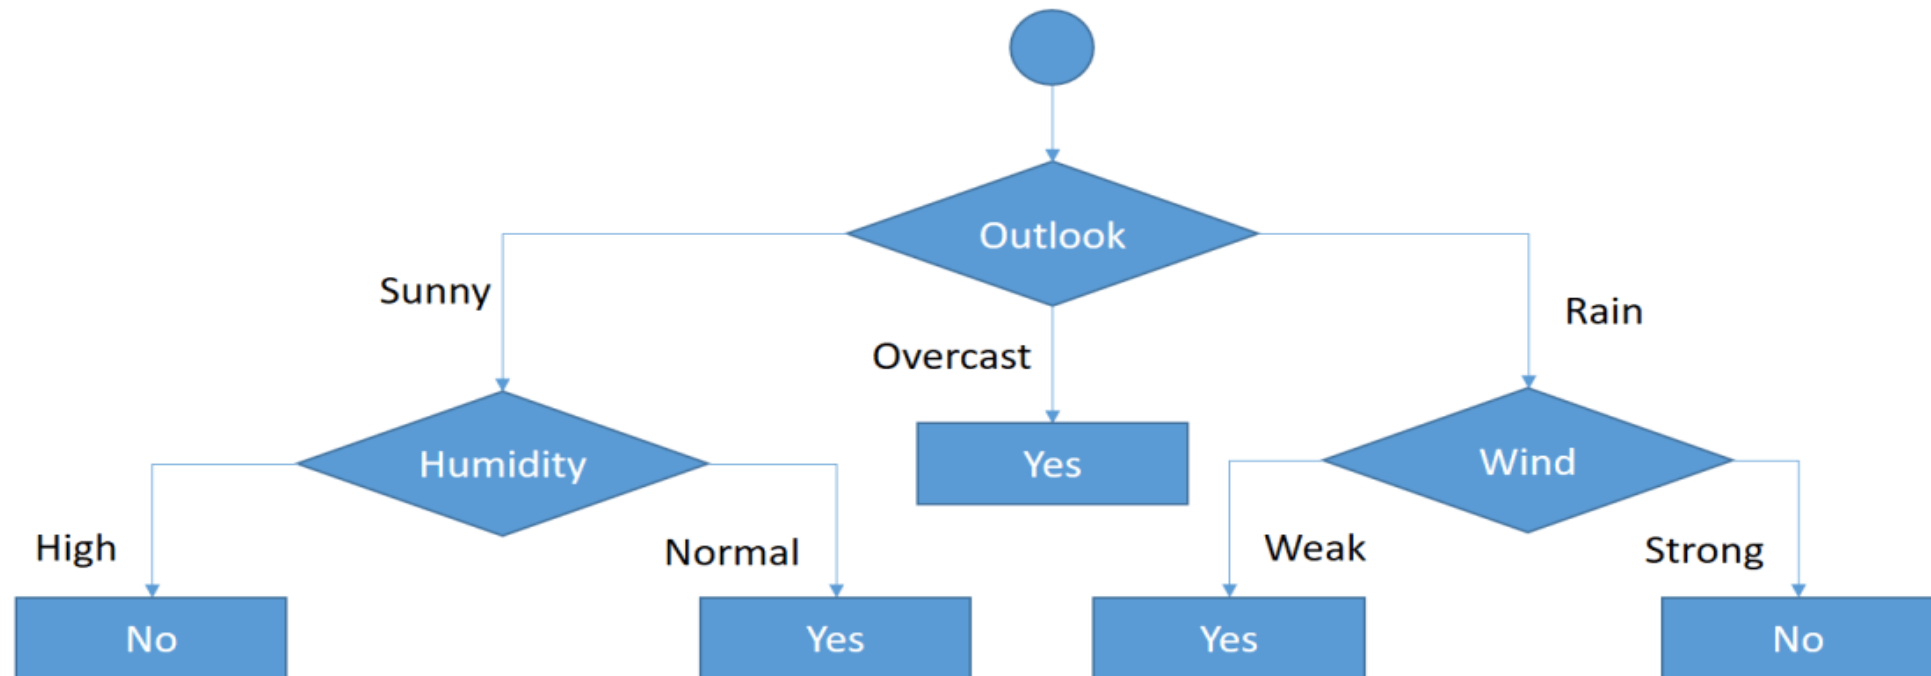 Outlook
Sunny
Overcast
Rain
Humidity
Yes
Wind
High
Normal
Weak
Strong
No
Yes
Yes
No